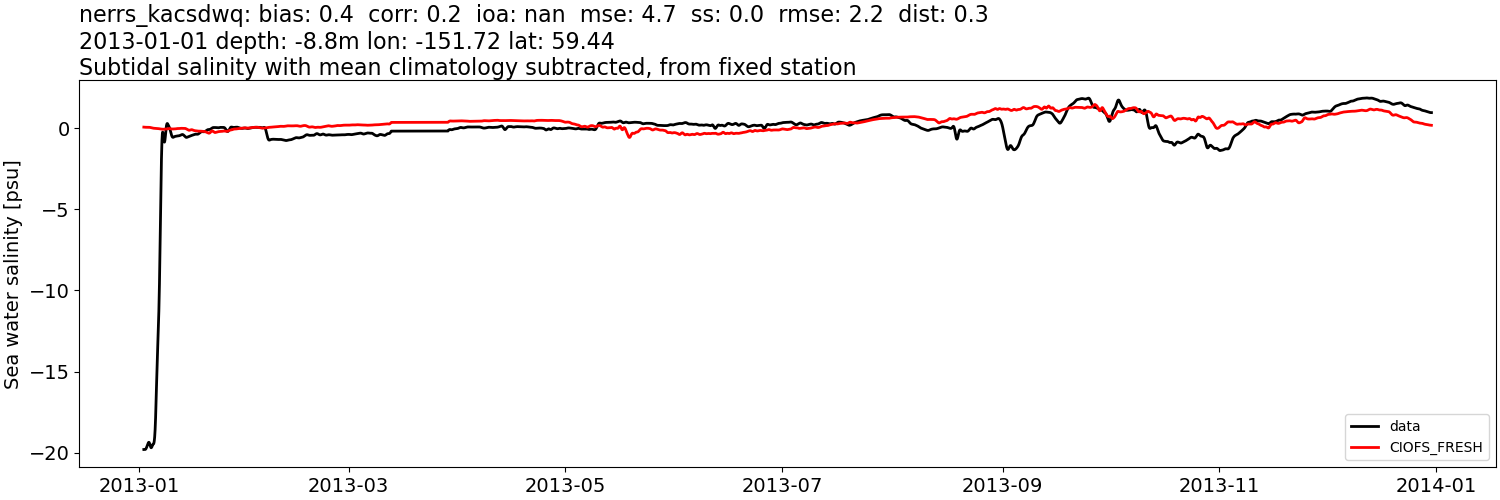 nerrs_kacsdwq: bias: 0.4 corr: 0.2 ioa: nan mse: 4.7 ss: 0.0 rmse: 2.2 dist: 0.3
2013-01-01 depth: -8.8m lon: -151.72 lat: 59.44
Subtidal salinity with mean climatology subtracted, from fixed station
Sea water salinity [psu]
0
−5
−10
−15
−20
data
CIOFS_FRESH
2013-01 2013-03 2013-05 2013-07 2013-09 2013-11 2014-01